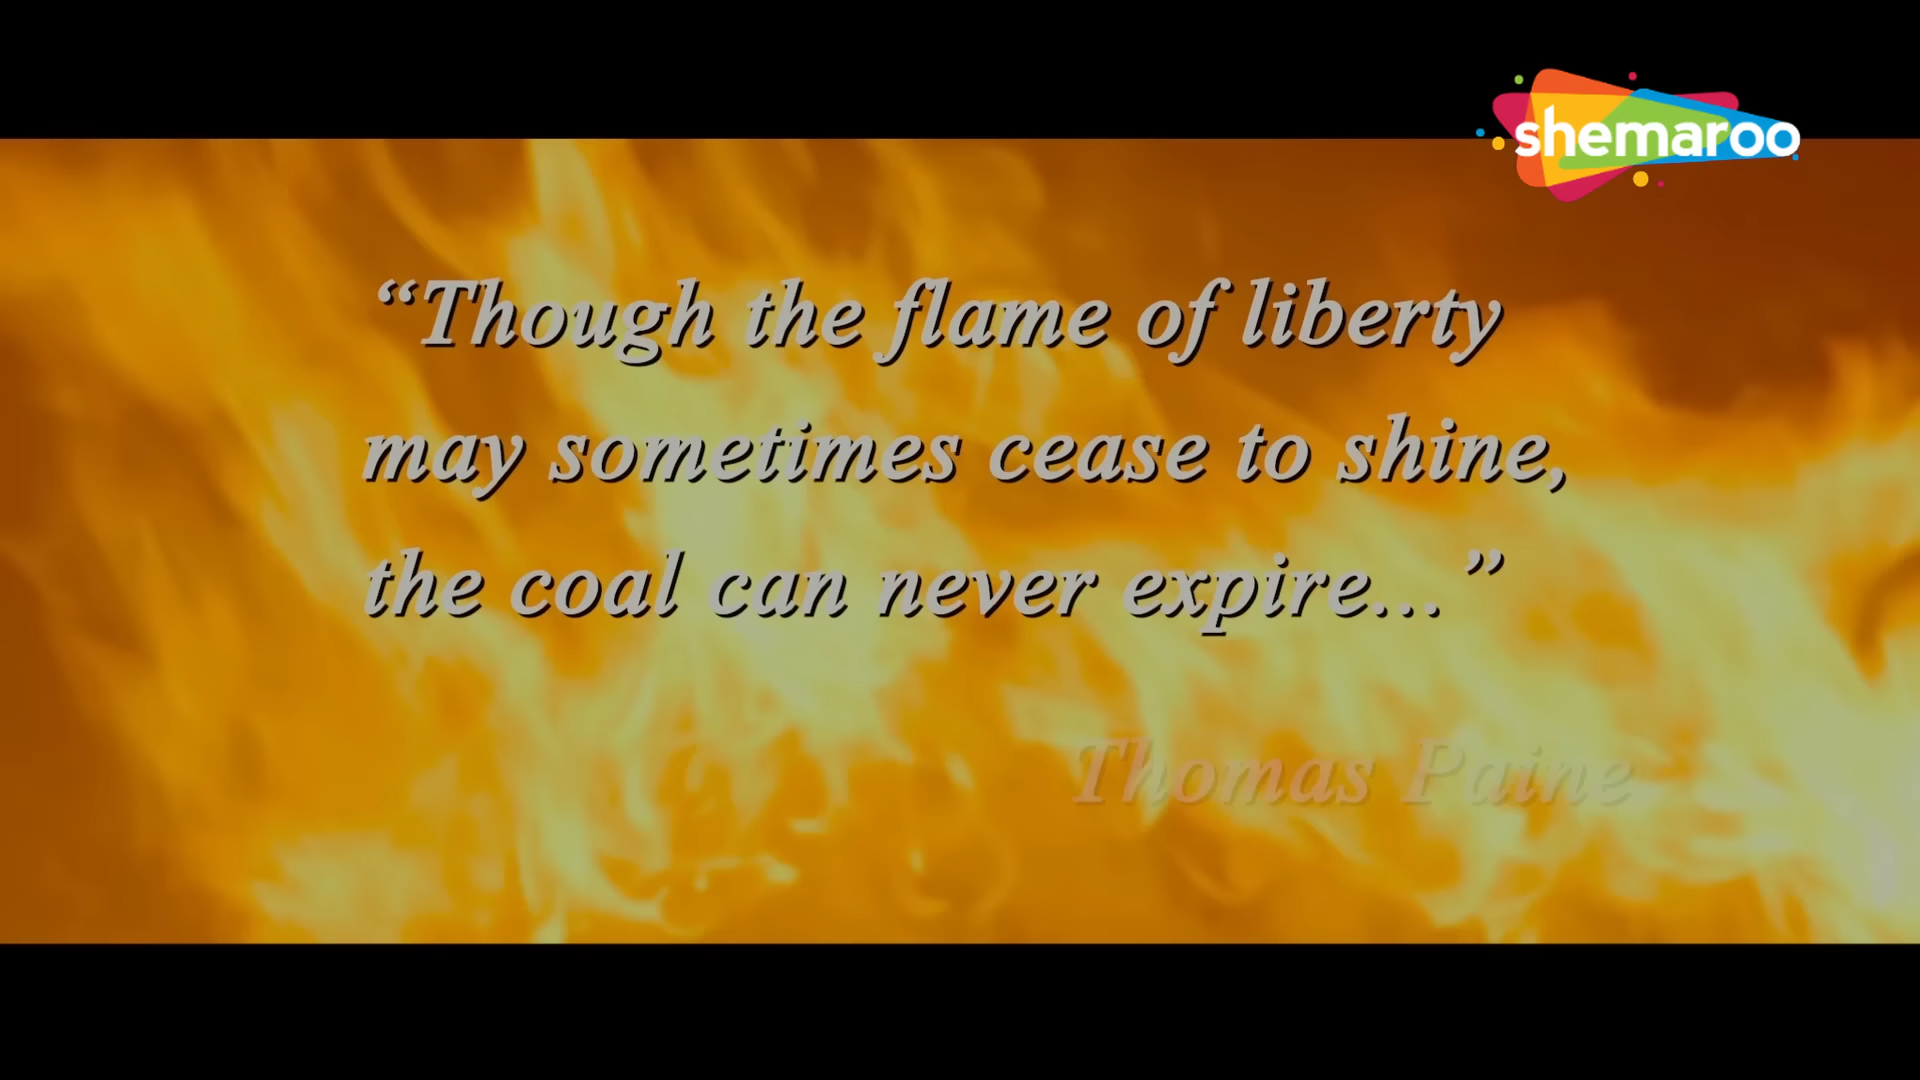 shemaroo
“Though the flame of liberty
may sometimes cease to shine,
the coal can never expire...”
Thomas Paine